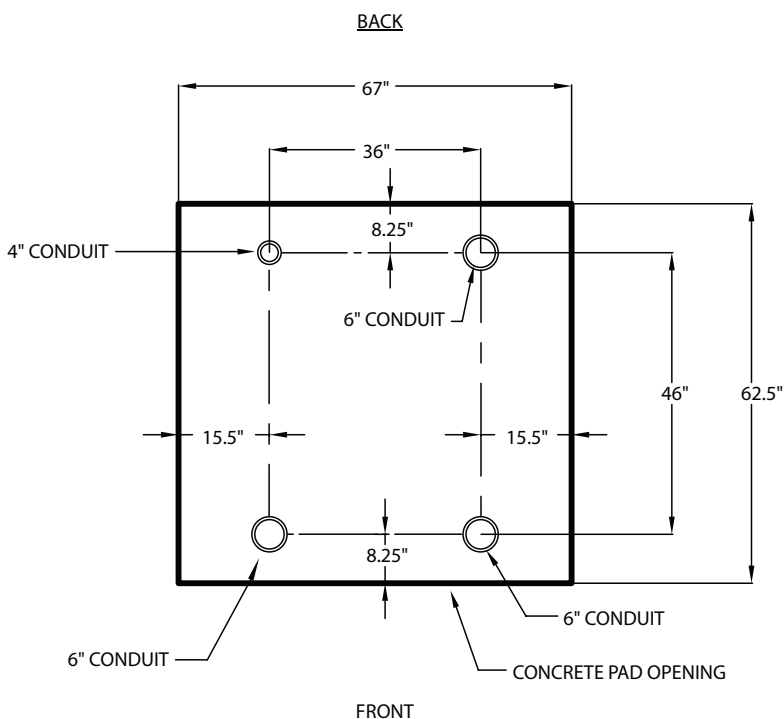 BACK
67"
36"
8.25"
4" CONDUIT
6" CONDUIT
46"
62.5"
15.5"
15.5"
8.25"
6" CONDUIT
6" CONDUIT
CONCRETE PAD OPENING
FRONT